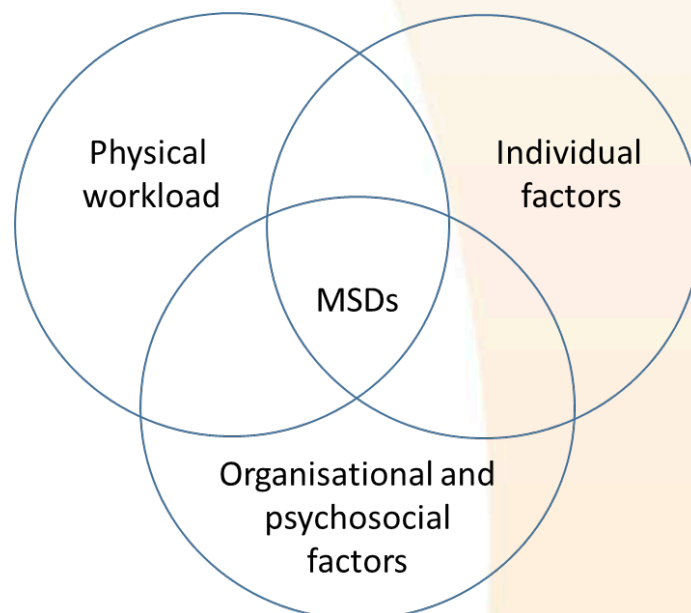 Physical
workload
Individual
factors
MSDs
Organisational and
psychosocial
factors